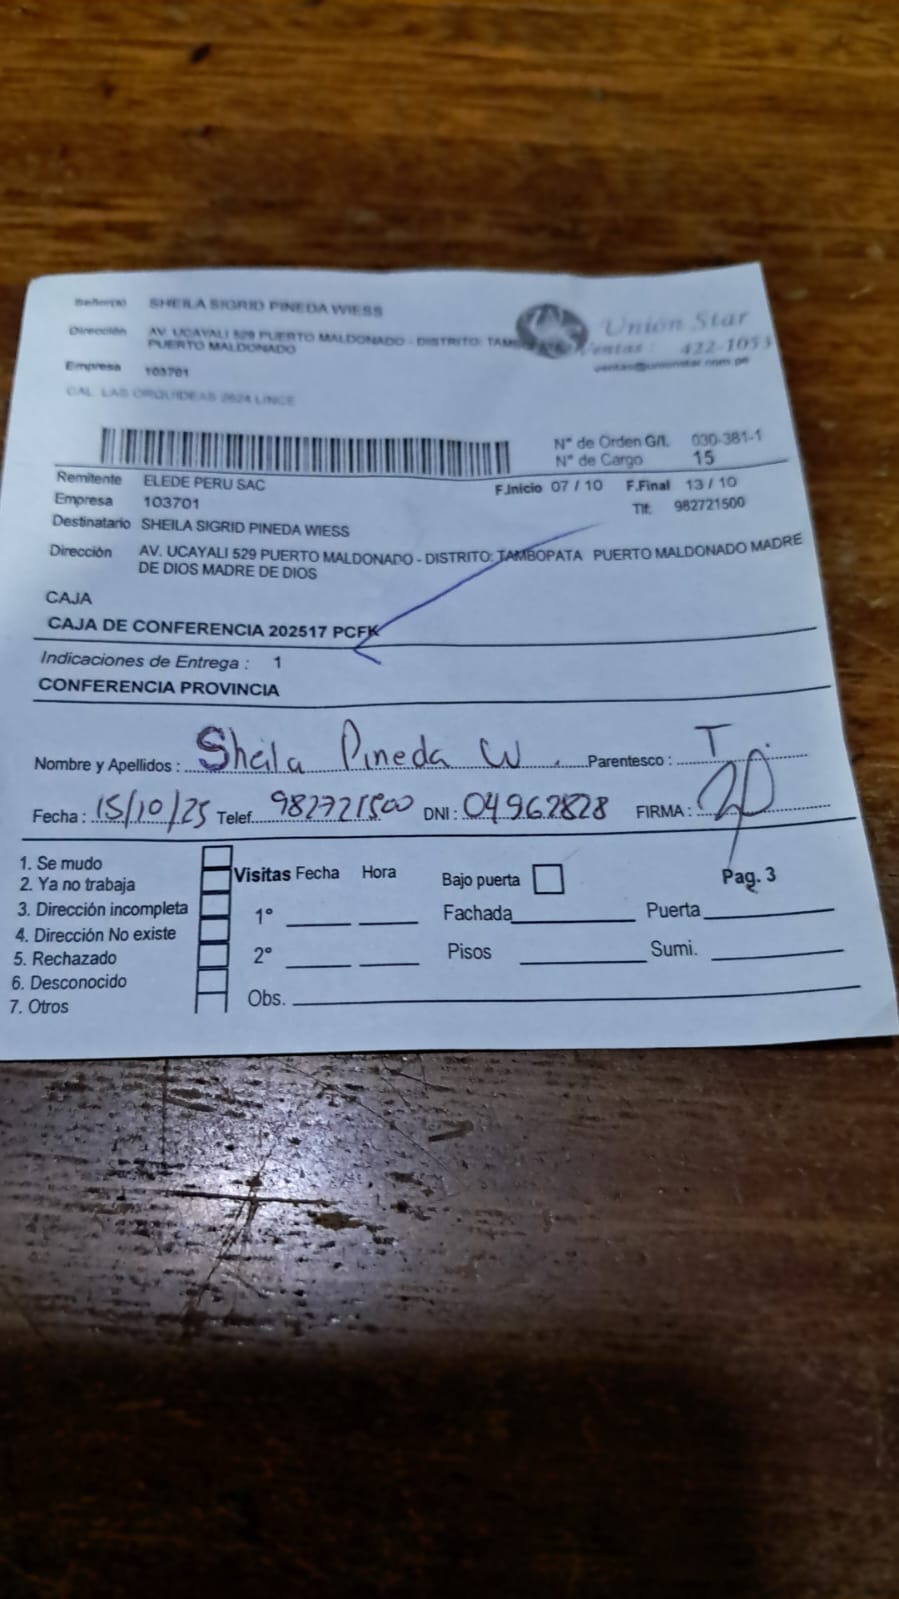 Señor(a) SHEILA SIGRID PINEDA WIESS
Dirección AV. UCAYALI 529 PUERTO MALDONADO - DISTRITO: TAMB
PUERTO MALDONADO
Empresa 103701
CAL. LAS ORQUIDEAS 2624 LINCE
Unión Star
Ventas : 422-1053
ventas@unionstar.com.pe
N° de Orden G/I. 030-381-1
N° de Cargo 15
Remitente ELEDE PERU SAC
F.Inicio 07 / 10 F.Final 13 / 10
Empresa 103701
Tlf: 982721500
Destinatario SHEILA SIGRID PINEDA WIESS
Dirección AV. UCAYALI 529 PUERTO MALDONADO - DISTRITO: TAMBOPATA PUERTO MALDONADO MADRE
DE DIOS MADRE DE DIOS
CAJA
CAJA DE CONFERENCIA 202517 PCFK
Indicaciones de Entrega : 1
CONFERENCIA PROVINCIA
Nombre y Apellidos : Sheila Pineda W. Parentesco : T
Fecha : 15/10/25 Telef. 982721500 DNI : 04962828 FIRMA :
1. Se mudo
2. Ya no trabaja
3. Dirección incompleta
4. Dirección No existe
5. Rechazado
6. Desconocido
7. Otros
Visitas Fecha Hora Bajo puerta Pag. 3
1° Fachada Puerta
2° Pisos Sumi.
Obs.